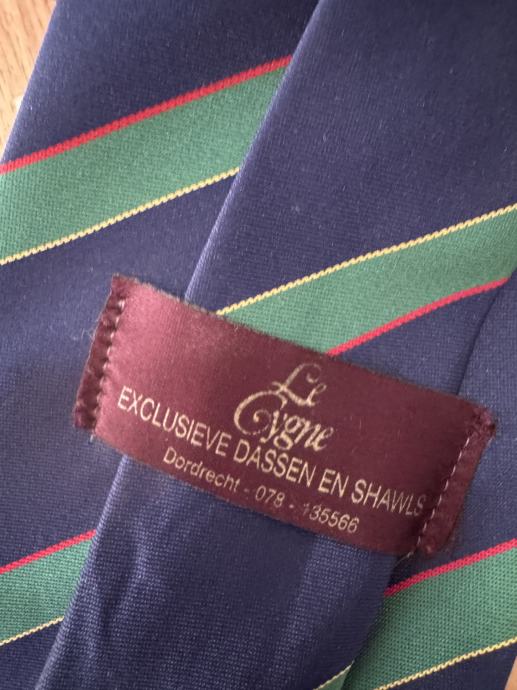 Le
Cygne
EXCLUSIEVE DASSEN EN SHAWLS
Dordrecht - 078 - 135566